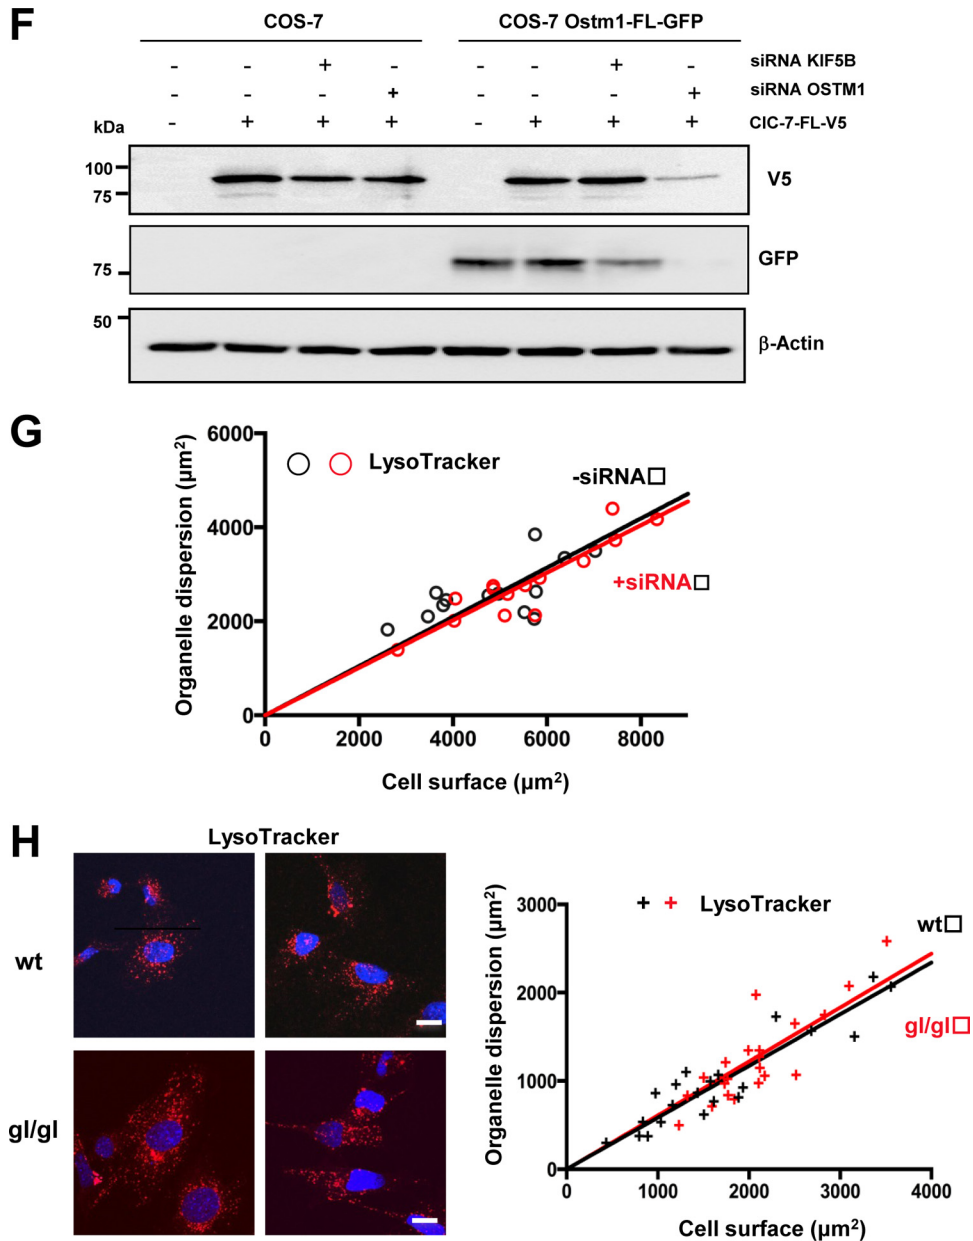 F
COS-7
COS-7 Ostm1-FL-GFP
- - + - - - + - siRNA KIF5B
- - - + - - - + siRNA OSTM1
- + + + - + + + ClC-7-FL-V5
kDa
100
75
V5
75
GFP
50
β-Actin
G
6000
4000
2000
0
Organelle dispersion (µm²)
LysoTracker
-siRNA□
+siRNA□
0 2000 4000 6000 8000
Cell surface (µm²)
H
LysoTracker
wt
gl/gl
3000
2000
1000
0
Organelle dispersion (µm²)
LysoTracker
wt□
gl/gl□
0 1000 2000 3000 4000
Cell surface (µm²)